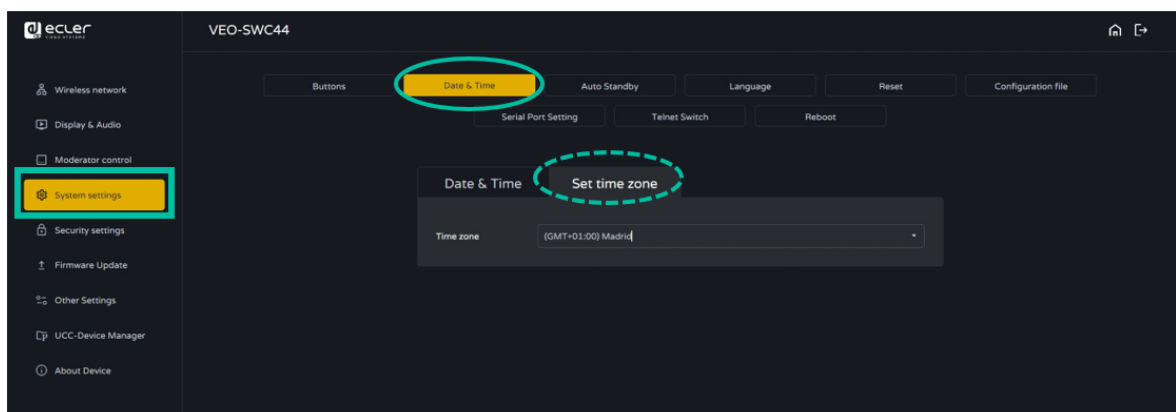 ecler
VEO-SWC44
Wireless network
Display & Audio
Moderator control
System settings
Security settings
Firmware Update
Other Settings
UCC-Device Manager
About Device
Buttons Date & Time Auto Standby Language Reset Configuration file
Serial Port Setting Telnet Switch Reboot
Date & Time Set time zone
Time zone (GMT+01:00) Madrid